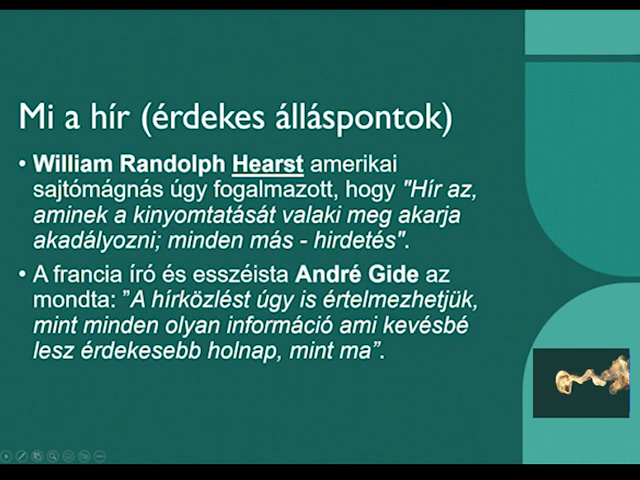 Mi a hír (érdekes álláspontok)
• William Randolph Hearst amerikai
sajtómágnás úgy fogalmazott, hogy "Hír az,
aminek a kinyomtatását valaki meg akarja
akadályozni; minden más - hirdetés".
• A francia író és esszéista André Gide az
mondta: ”A hírközlést úgy is értelmezhetjük,
mint minden olyan információ ami kevésbé
lesz érdekesebb holnap, mint ma”.